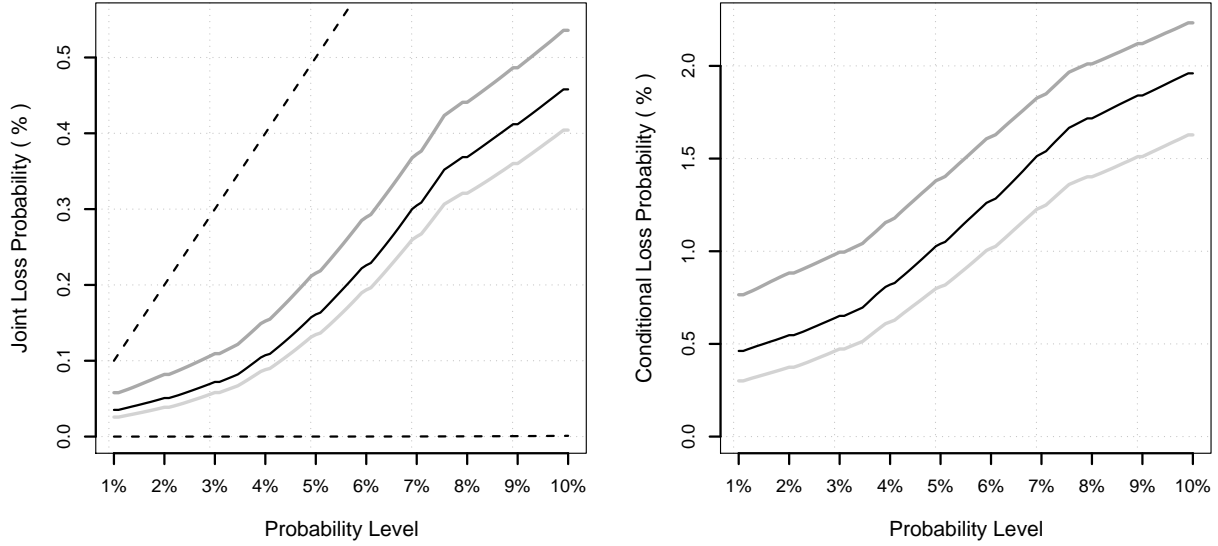 Joint Loss Probability ( % )
0.5
0.4
0.3
0.2
0.1
0.0
1% 2% 3% 4% 5% 6% 7% 8% 9% 10%
Probability Level
Conditional Loss Probability ( % )
2.0
1.5
1.0
0.5
0.0
1% 2% 3% 4% 5% 6% 7% 8% 9% 10%
Probability Level